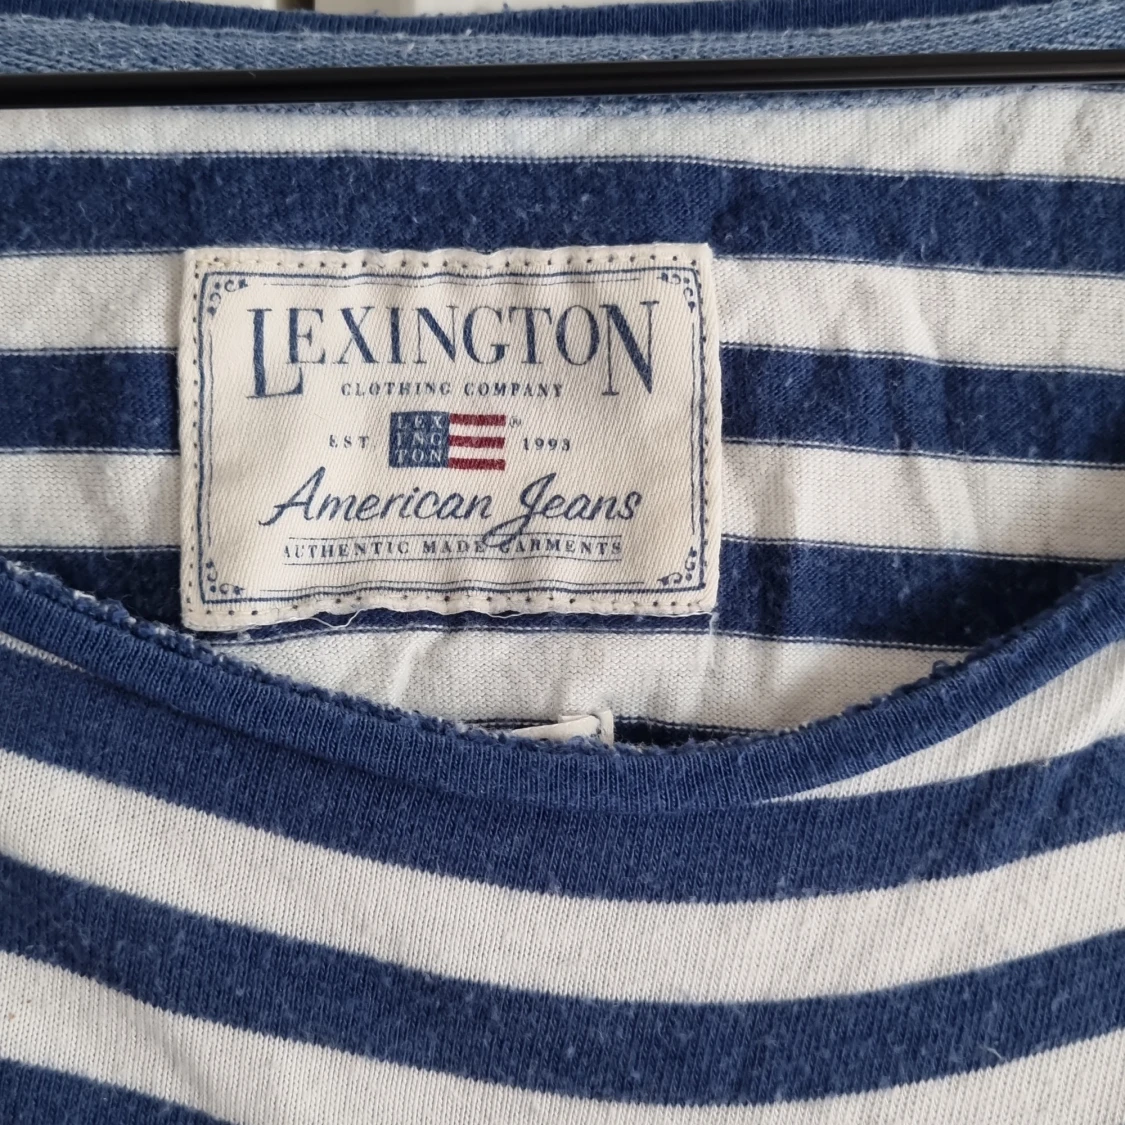 LEXINGTON
CLOTHING COMPANY
EST LEX ® 1993
ING
TON
American Jeans
AUTHENTIC MADE GARMENTS